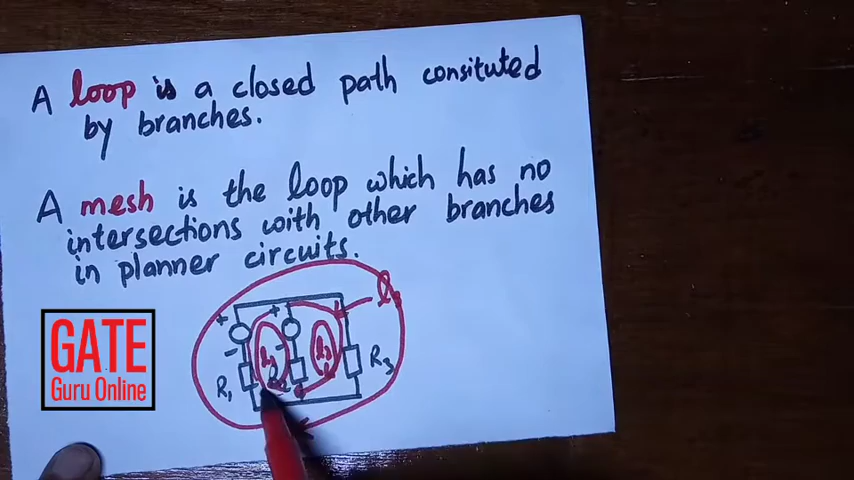 A loop is a closed path consituted
by branches.
A mesh is the loop which has no
intersections with other branches
in planner circuits.
+
+
-
-
R1
R2
R3
GATE
Guru Online